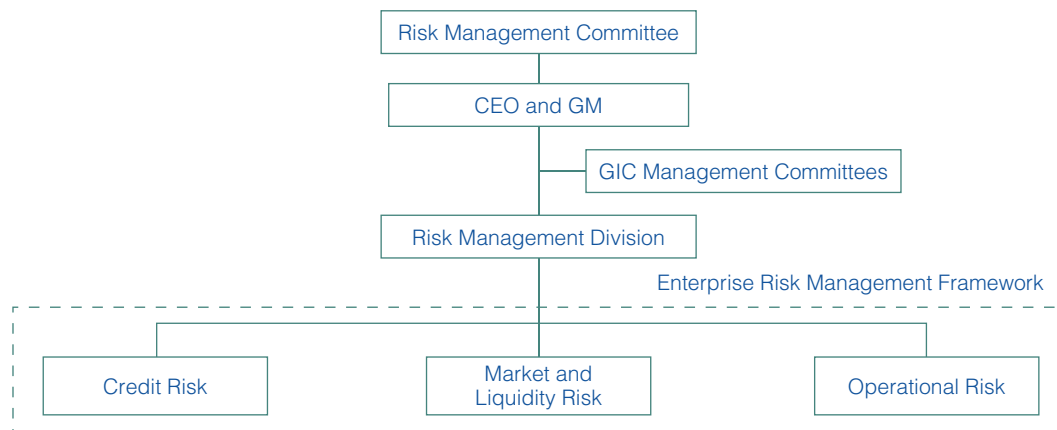 Risk Management Committee
CEO and GM
GIC Management Committees
Risk Management Division
Enterprise Risk Management Framework
Credit Risk
Market and
Liquidity Risk
Operational Risk